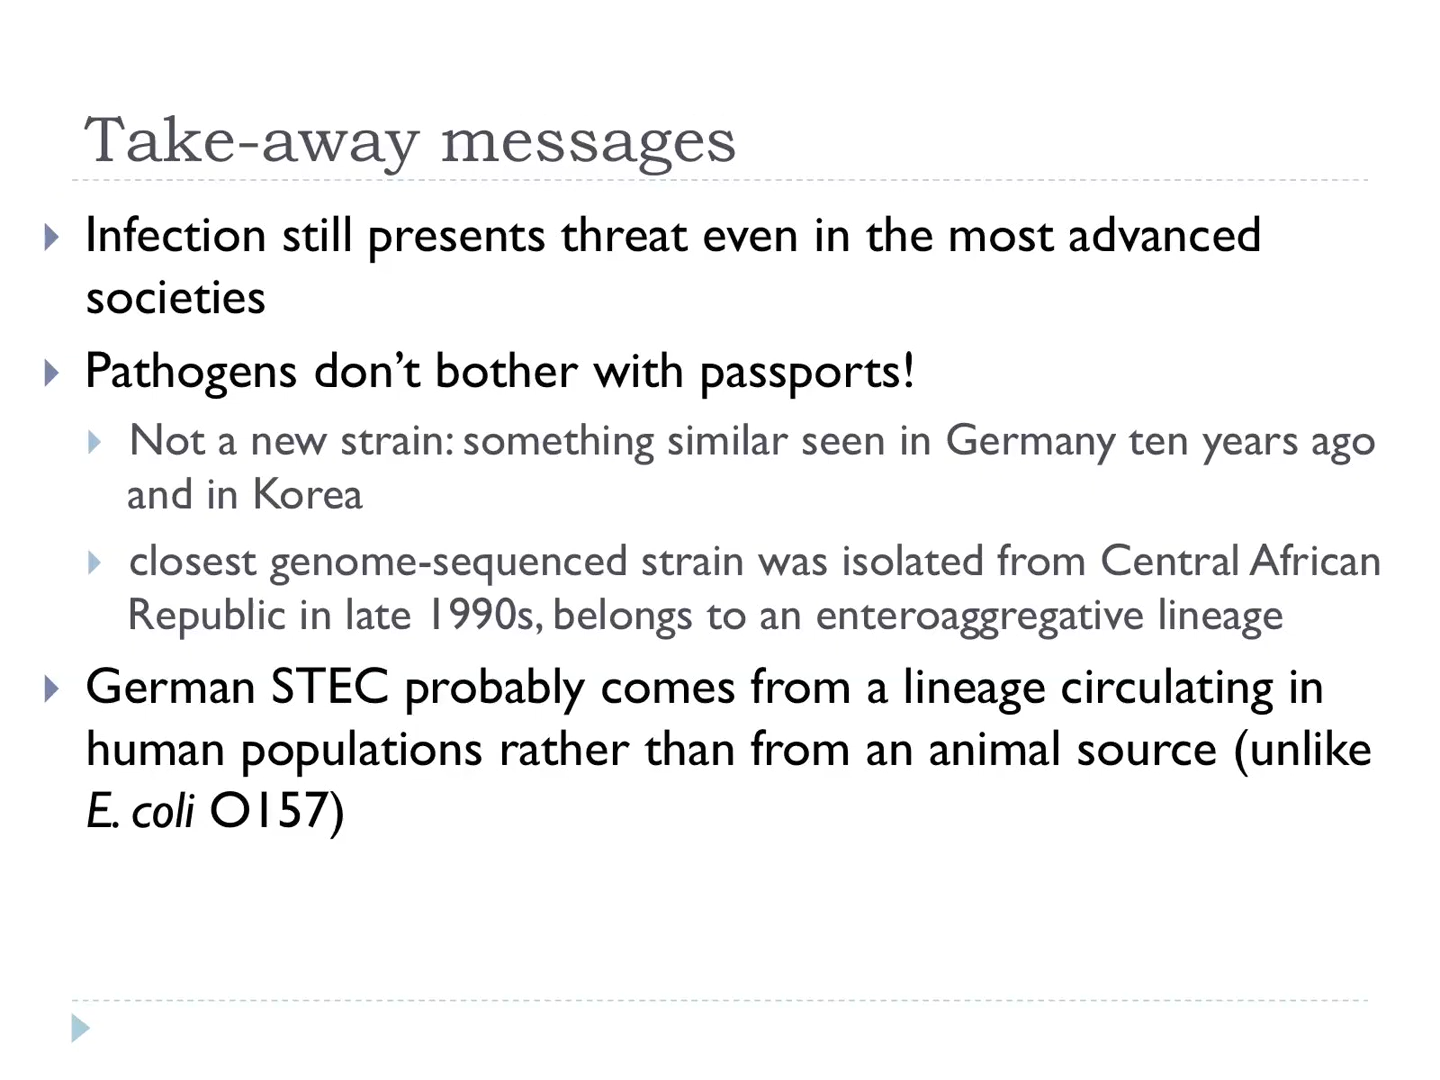 Take-away messages
Infection still presents threat even in the most advanced
societies
Pathogens don’t bother with passports!
Not a new strain: something similar seen in Germany ten years ago
and in Korea
closest genome-sequenced strain was isolated from Central African
Republic in late 1990s, belongs to an enteroaggregative lineage
German STEC probably comes from a lineage circulating in
human populations rather than from an animal source (unlike
E. coli O157)